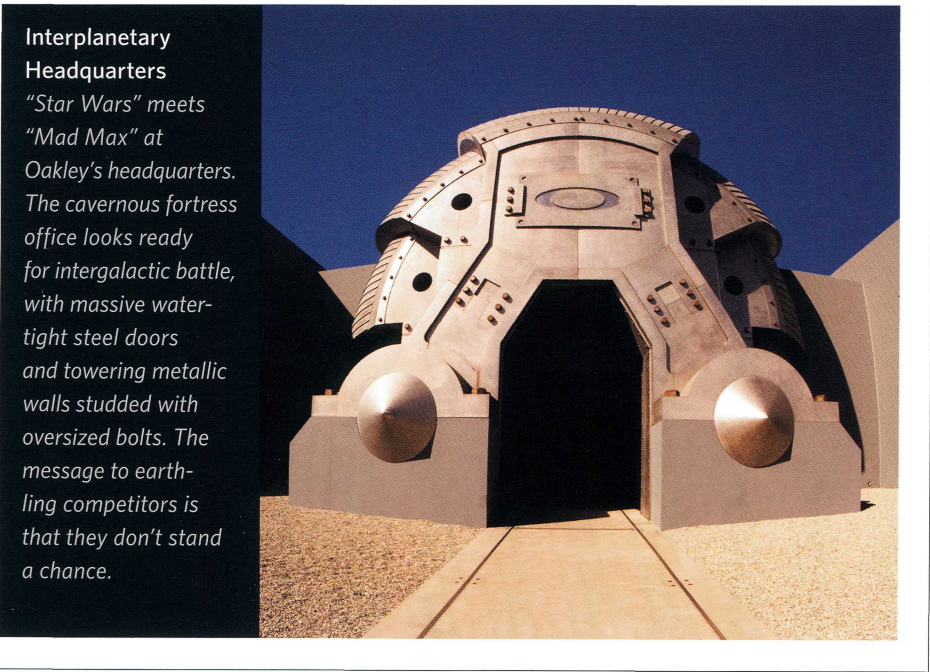 Interplanetary
Headquarters
“Star Wars” meets
“Mad Max” at
Oakley’s headquarters.
The cavernous fortress
office looks ready
for intergalactic battle,
with massive water-
tight steel doors
and towering metallic
walls studded with
oversized bolts. The
message to earth-
ling competitors is
that they don’t stand
a chance.